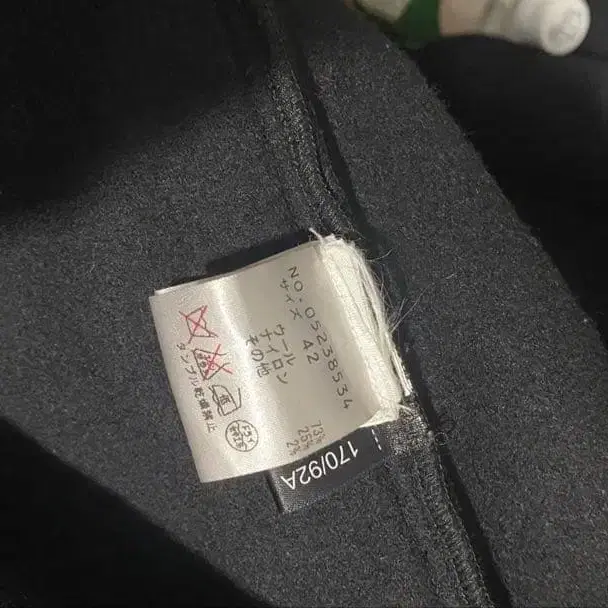 NO:05238534
サイズ 42
ウール 73%
ナイロン 25%
その他 2%
タンブル乾燥禁止
170/92A